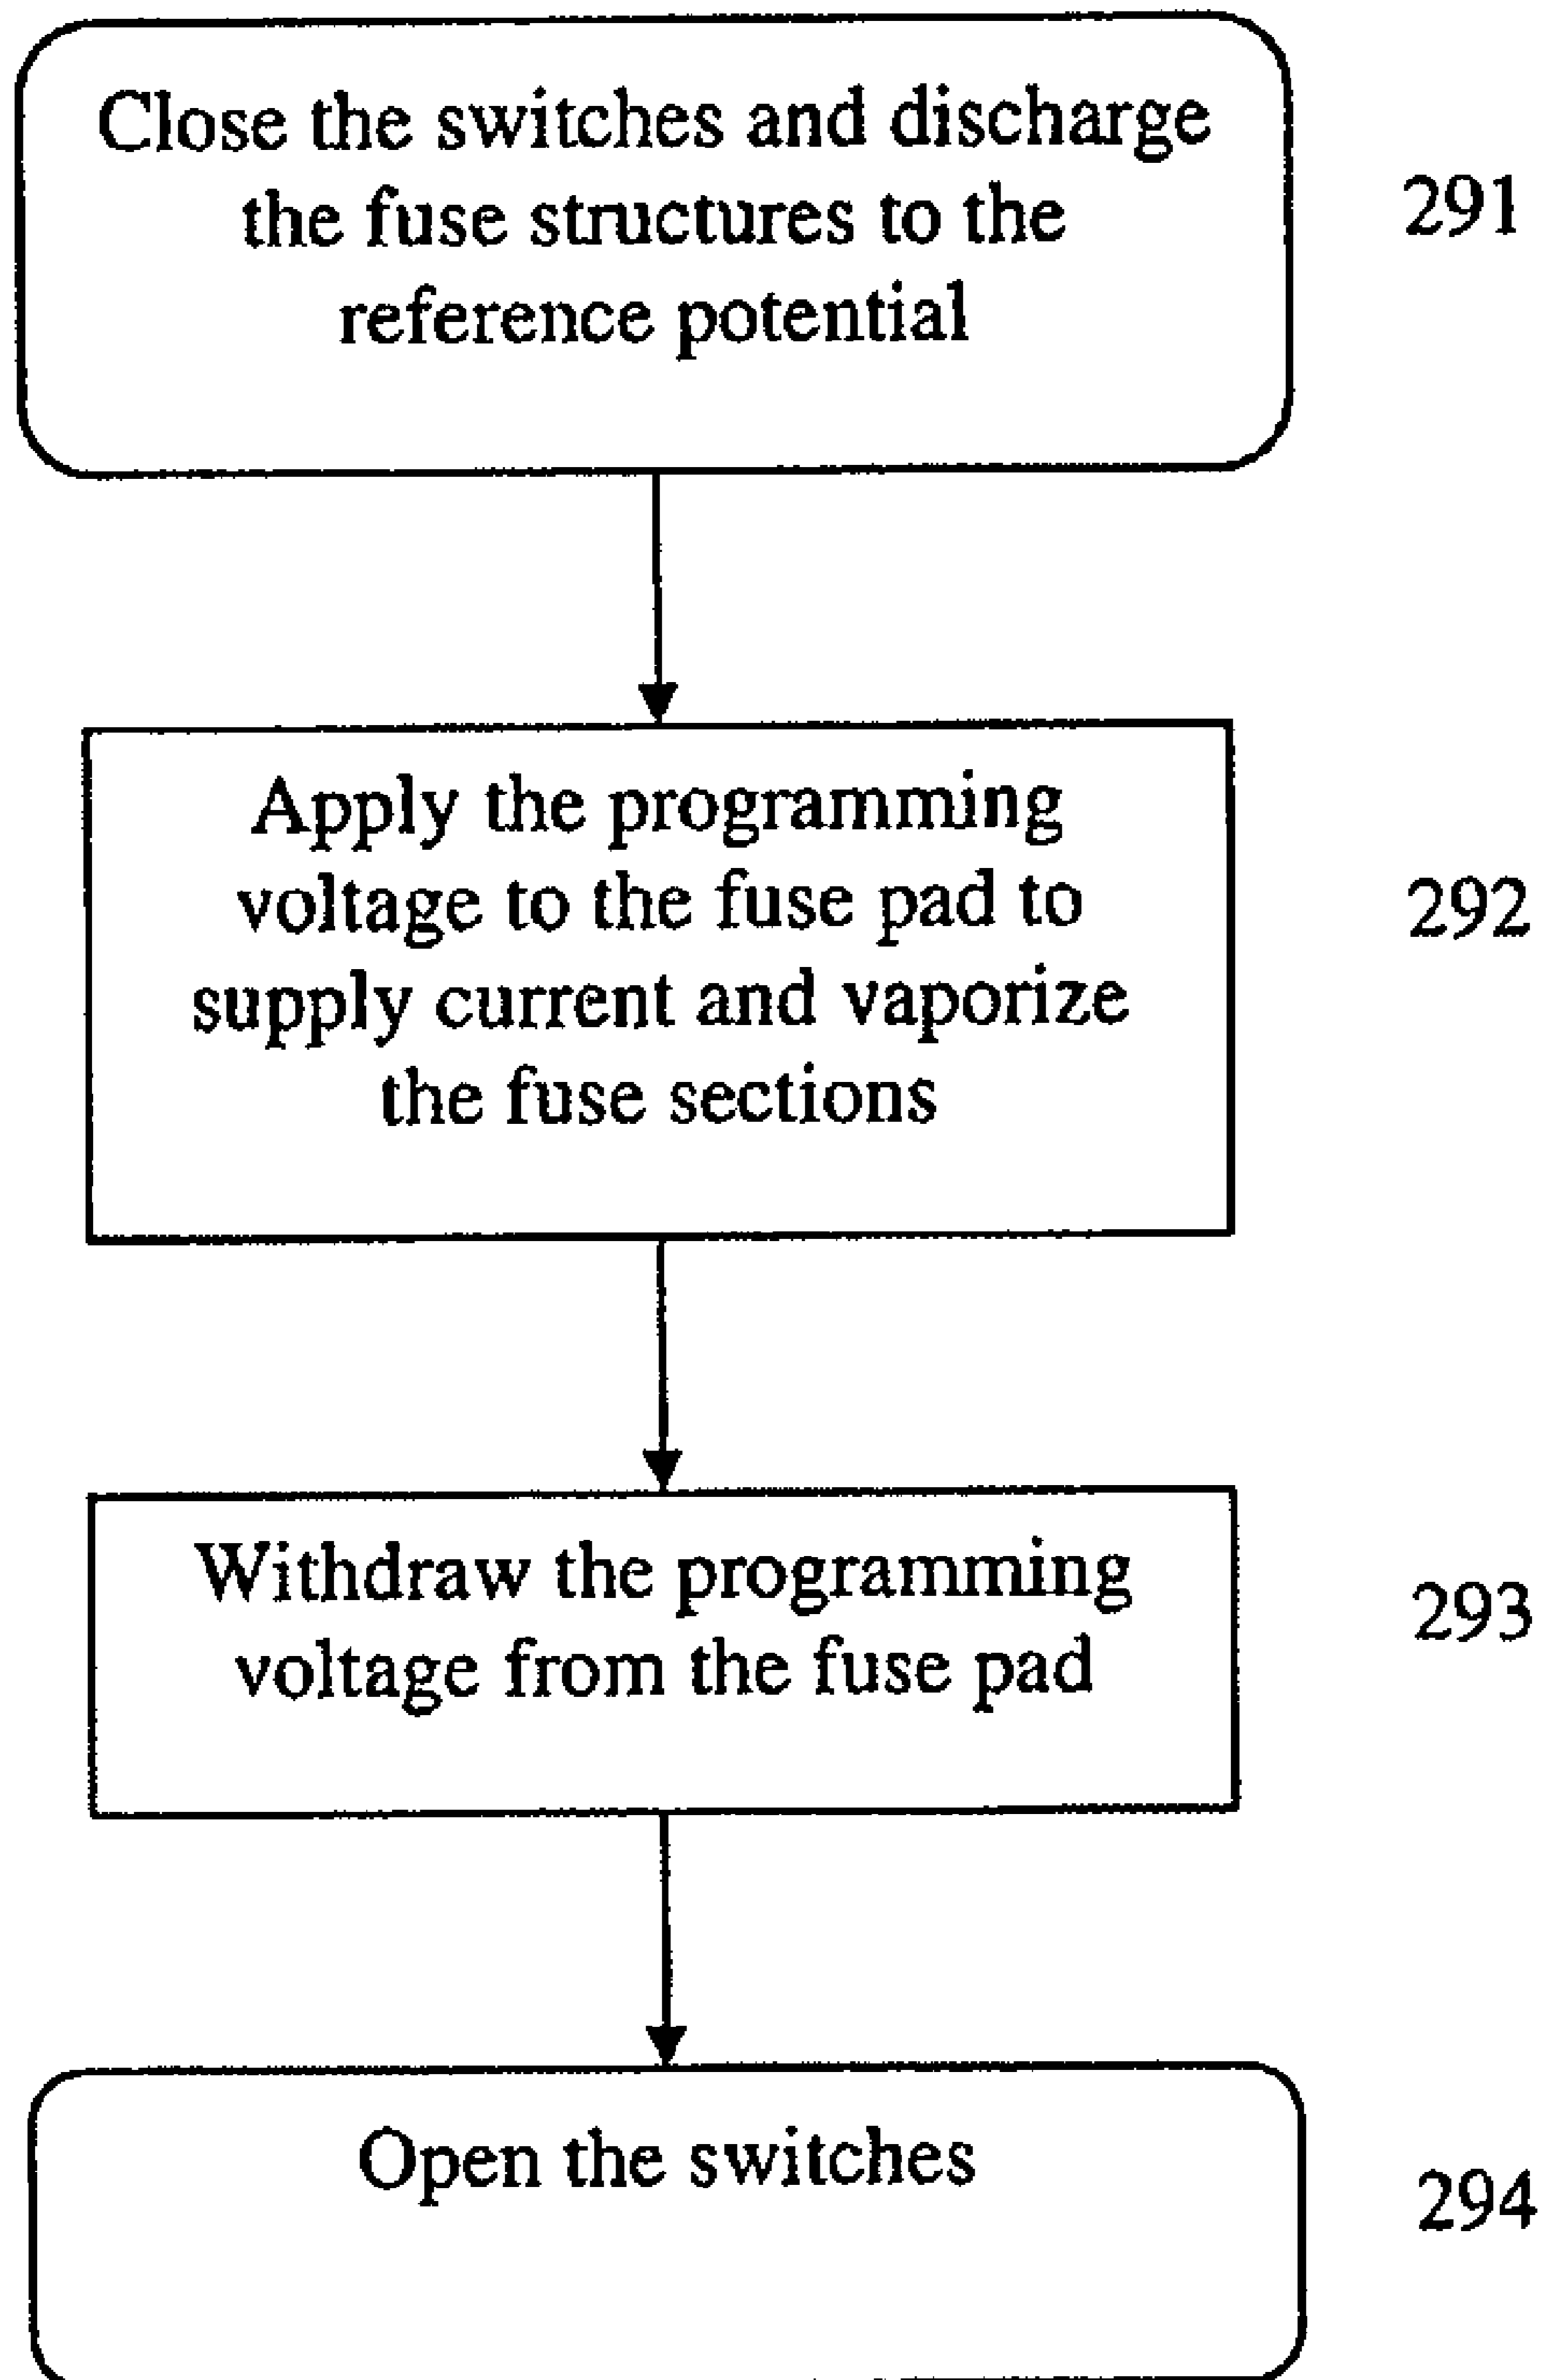 Close the switches and discharge
the fuse structures to the
reference potential
291
Apply the programming
voltage to the fuse pad to
supply current and vaporize
the fuse sections
292
Withdraw the programming
voltage from the fuse pad
293
Open the switches
294